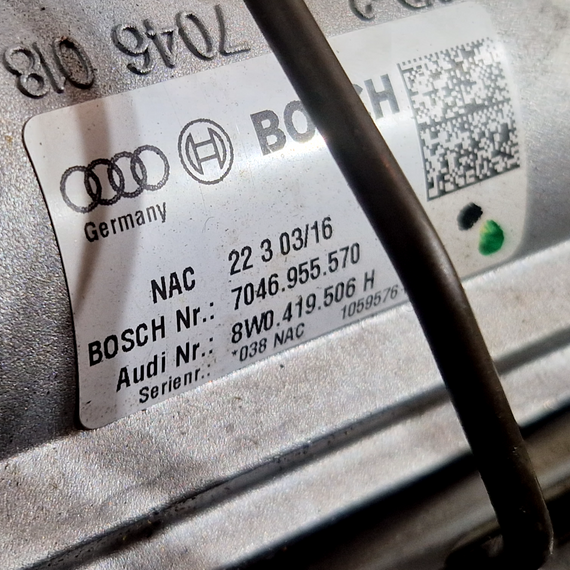 7046 018
BOSCH
Germany
NAC 22 3 03/16
BOSCH Nr.: 7046.955.570
Audi Nr.: 8W0.419.506 H
Serienr.: *038 NAC 1059576